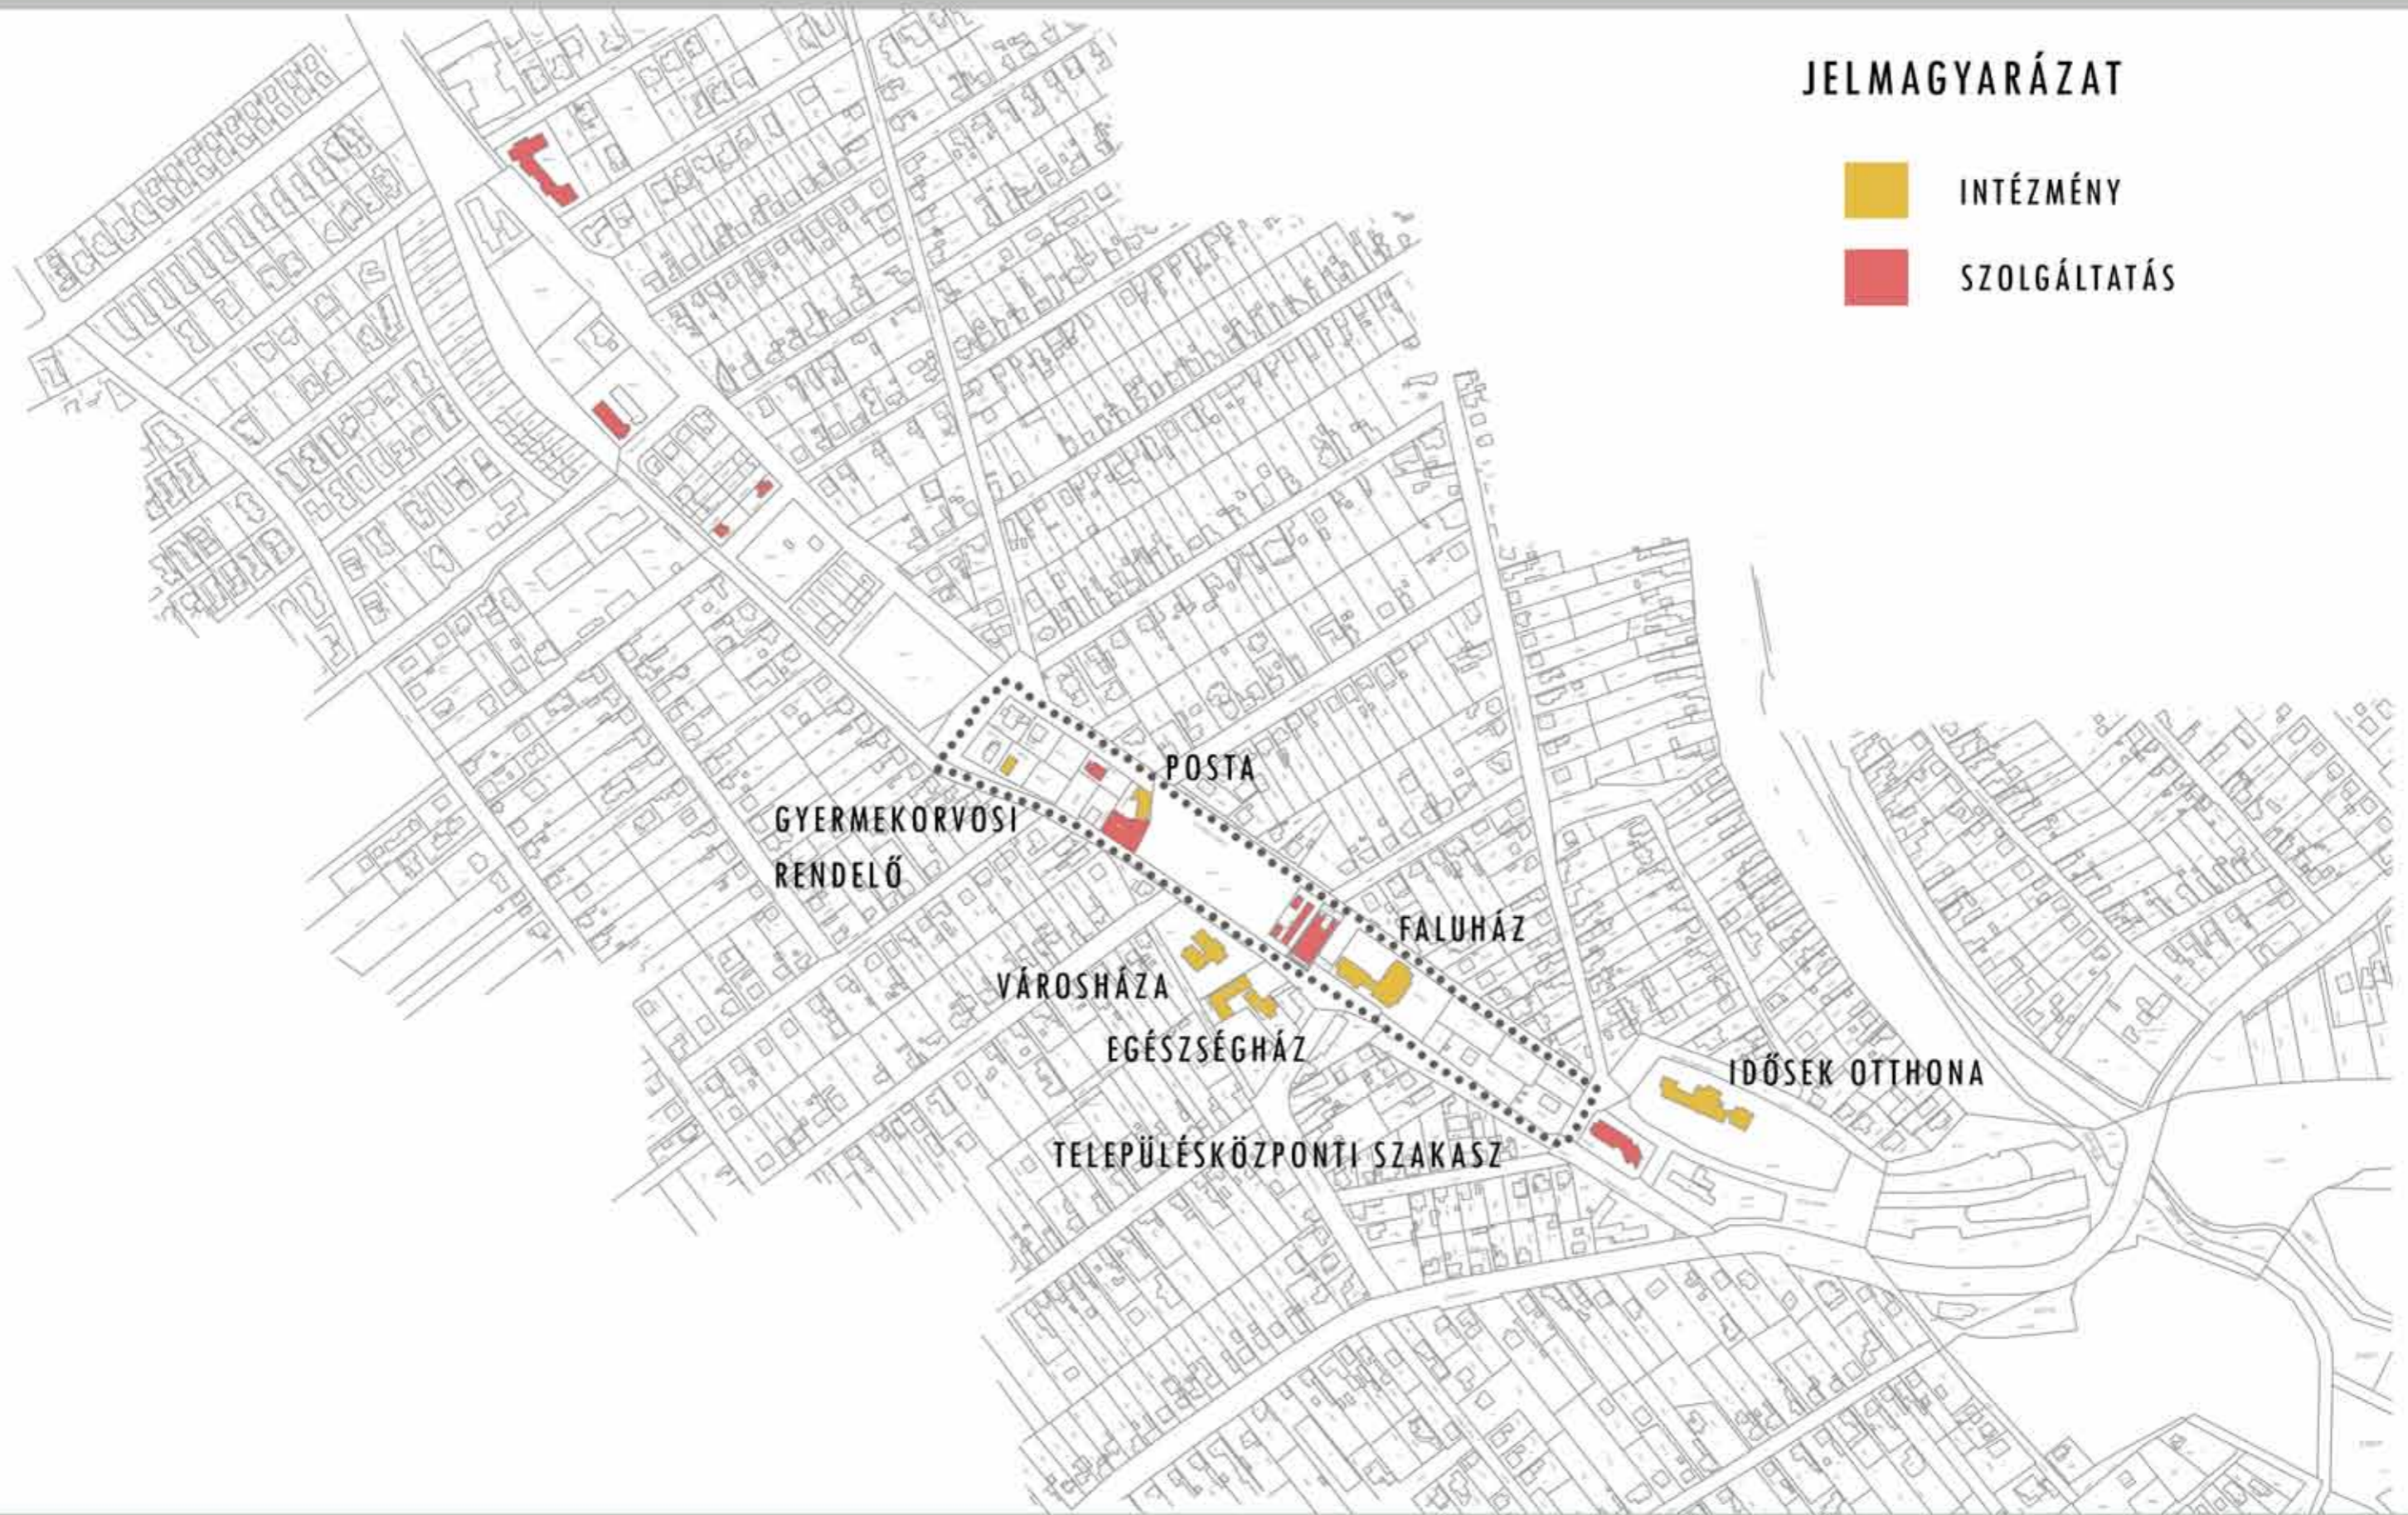 JELMAGYARÁZAT
INTÉZMÉNY
SZOLGÁLTATÁS
POSTA
GYERMEKORVOSI
RENDELŐ
FALUHÁZ
VÁROSHÁZA
EGÉSZSÉGHÁZ
IDŐSEK OTTHONA
TELEPÜLÉSKÖZPONTI SZAKASZ